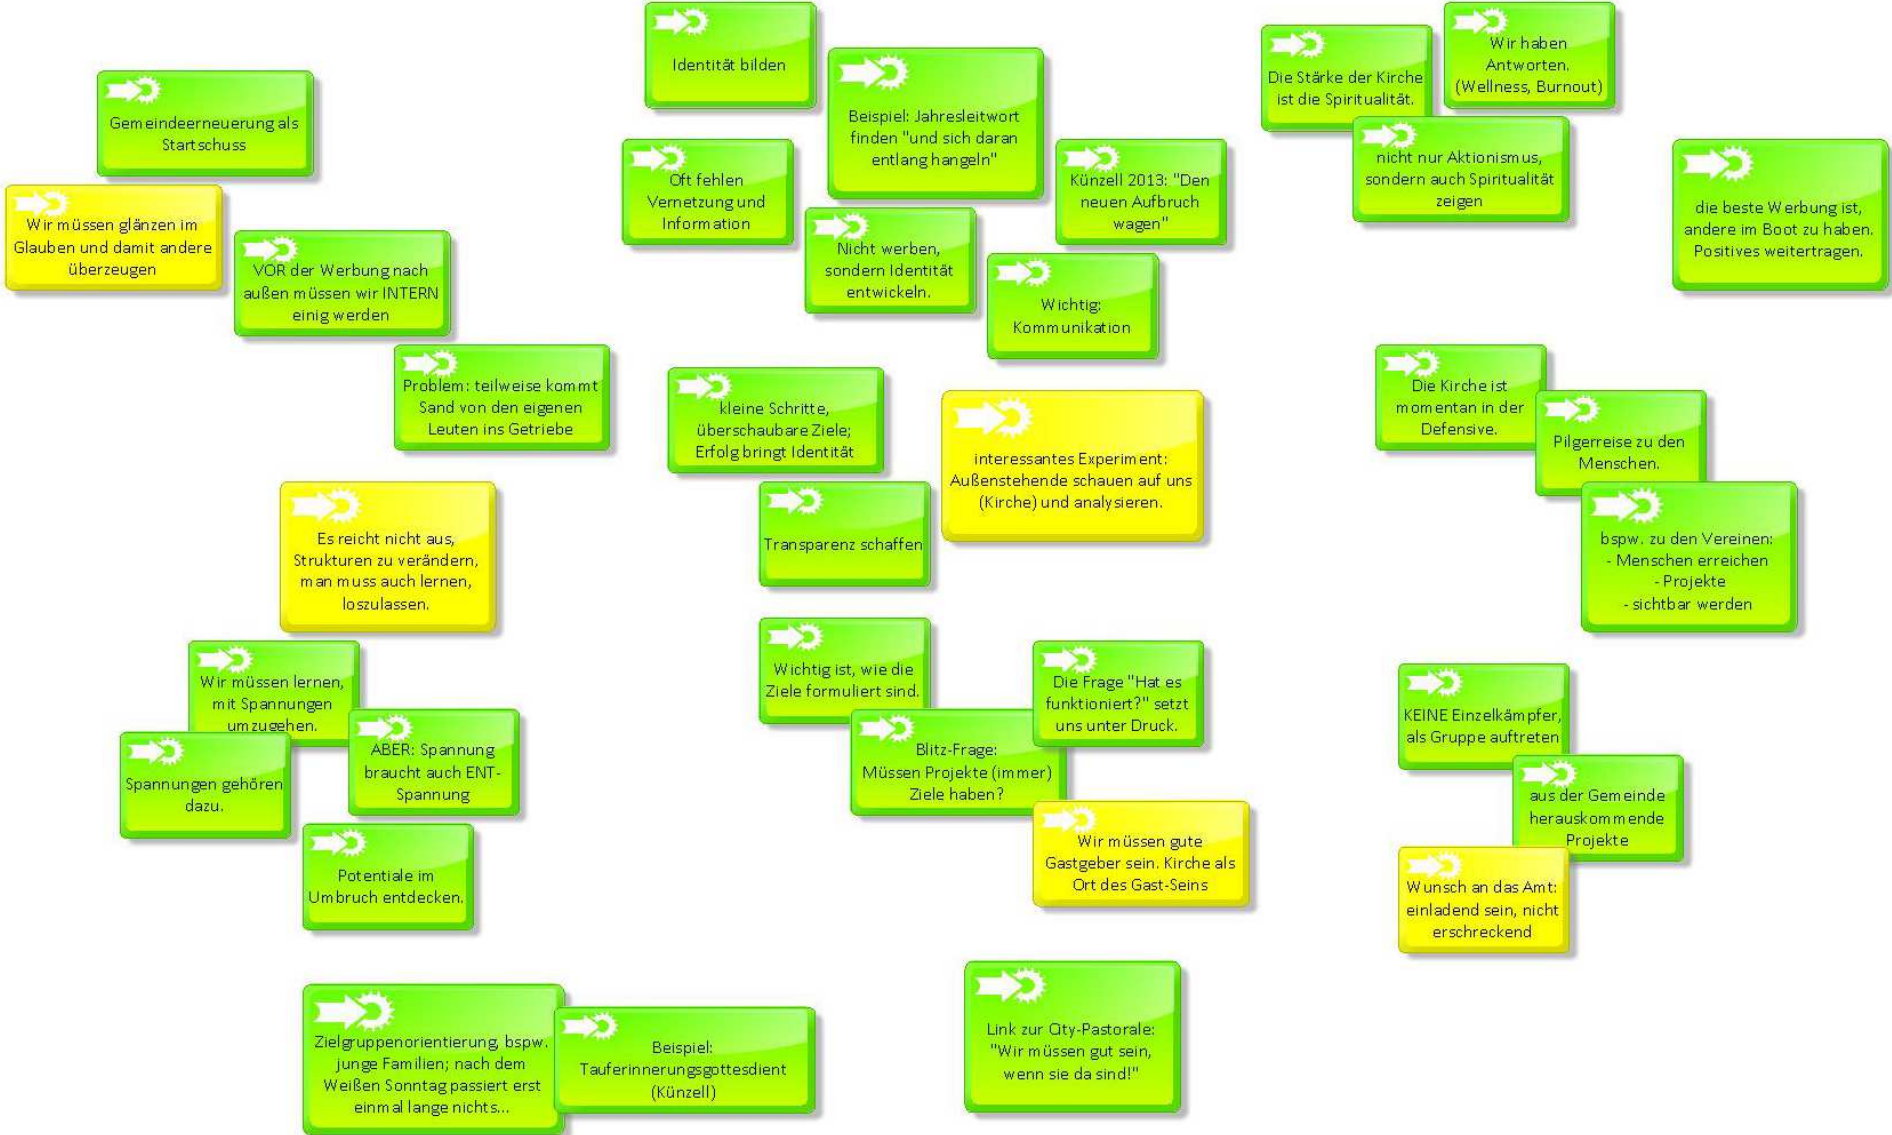 Gemeindeerneuerung als
Startschuss
Wir müssen glänzen im
Glauben und damit andere
überzeugen
VOR der Werbung nach
außen müssen wir INTERN
einig werden
Problem: teilweise kommt
Sand von den eigenen
Leuten ins Getriebe
Identität bilden
Beispiel: Jahresleitwort
finden "und sich daran
entlang hangeln"
Oft fehlen
Vernetzung und
Information
Künzell 2013: "Den
neuen Aufbruch
wagen"
Nicht werben,
sondern Identität
entwickeln.
Wichtig:
Kommunikation
Die Stärke der Kirche
ist die Spiritualität.
Wir haben
Antworten.
(Wellness, Burnout)
nicht nur Aktionismus,
sondern auch Spiritualität
zeigen
die beste Werbung ist,
andere im Boot zu haben.
Positives weitertragen.
kleine Schritte,
überschaubare Ziele;
Erfolg bringt Identität
interessantes Experiment:
Außenstehende schauen auf uns
(Kirche) und analysieren.
Transparenz schaffen
Die Kirche ist
momentan in der
Defensive.
Pilgerreise zu den
Menschen.
bspw. zu den Vereinen:
- Menschen erreichen
- Projekte
- sichtbar werden
Es reicht nicht aus,
Strukturen zu verändern,
man muss auch lernen,
loszulassen.
Wir müssen lernen,
mit Spannungen
umzugehen.
ABER: Spannung
braucht auch ENT-
Spannung
Spannungen gehören
dazu.
Potentiale im
Umbruch entdecken.
Wichtig ist, wie die
Ziele formuliert sind.
Die Frage "Hat es
funktioniert?" setzt
uns unter Druck.
Blitz-Frage:
Müssen Projekte (immer)
Ziele haben?
Wir müssen gute
Gastgeber sein. Kirche als
Ort des Gast-Seins
KEINE Einzelkämpfer,
als Gruppe auftreten
aus der Gemeinde
herauskommende
Projekte
Wunsch an das Amt:
einladend sein, nicht
erschreckend
Zielgruppenorientierung, bspw.
junge Familien; nach dem
Weißen Sonntag passiert erst
einmal lange nichts...
Beispiel:
Tauferinnerungsgottesdient
(Künzell)
Link zur City-Pastorale:
"Wir müssen gut sein,
wenn sie da sind!"